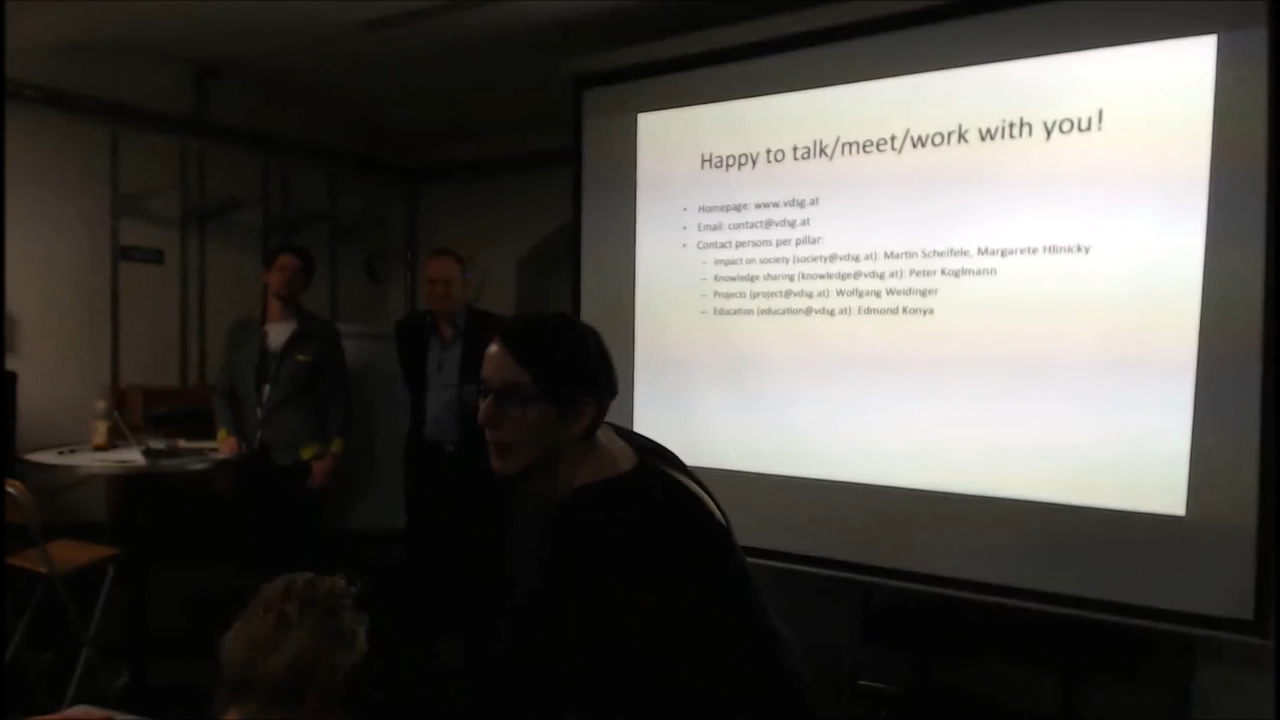 Happy to talk/meet/work with you!
• Homepage: www.vdsg.at
• Email: contact@vdsg.at
• Contact persons per pillar:
– Impact on society (society@vdsg.at): Martin Scheifele, Margarete Hlinicky
– Knowledge sharing (knowledge@vdsg.at): Peter Koglmann
– Projects (project@vdsg.at): Wolfgang Weidinger
– Education (education@vdsg.at): Edmond Konya